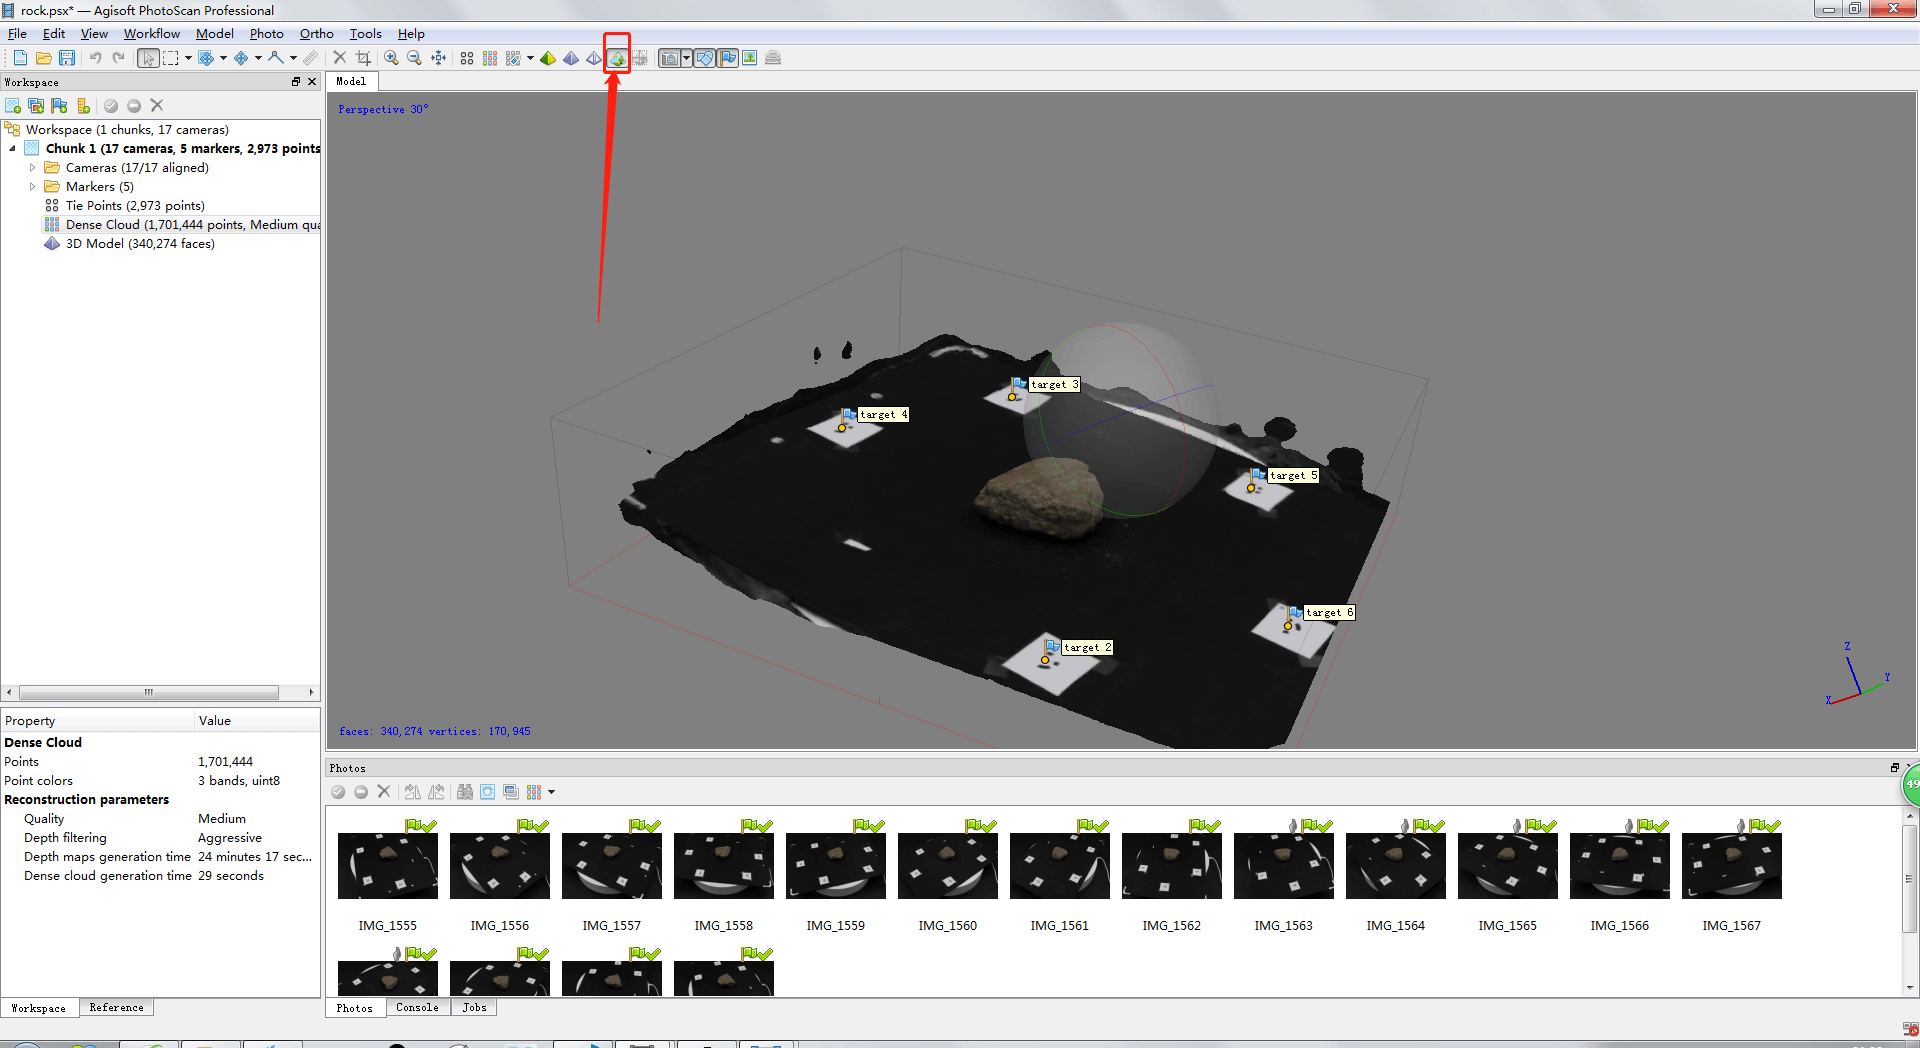 rock.psx* — Agisoft PhotoScan Professional
File Edit View Workflow Model Photo Ortho Tools Help
Workspace
Model
Perspective 30°
Workspace (1 chunks, 17 cameras)
Chunk 1 (17 cameras, 5 markers, 2,973 points
Cameras (17/17 aligned)
Markers (5)
Tie Points (2,973 points)
Dense Cloud (1,701,444 points, Medium qua
3D Model (340,274 faces)
target 3
target 4
target 5
target 6
target 2
Z
Y
X
faces: 340,274 vertices: 170,945
Property Value
Dense Cloud
Points 1,701,444
Point colors 3 bands, uint8
Reconstruction parameters
Quality Medium
Depth filtering Aggressive
Depth maps generation time 24 minutes 17 sec...
Dense cloud generation time 29 seconds
Workspace Reference
Photos
49
IMG_1555 IMG_1556 IMG_1557 IMG_1558 IMG_1559 IMG_1560 IMG_1561 IMG_1562 IMG_1563 IMG_1564 IMG_1565 IMG_1566 IMG_1567
Photos Console Jobs